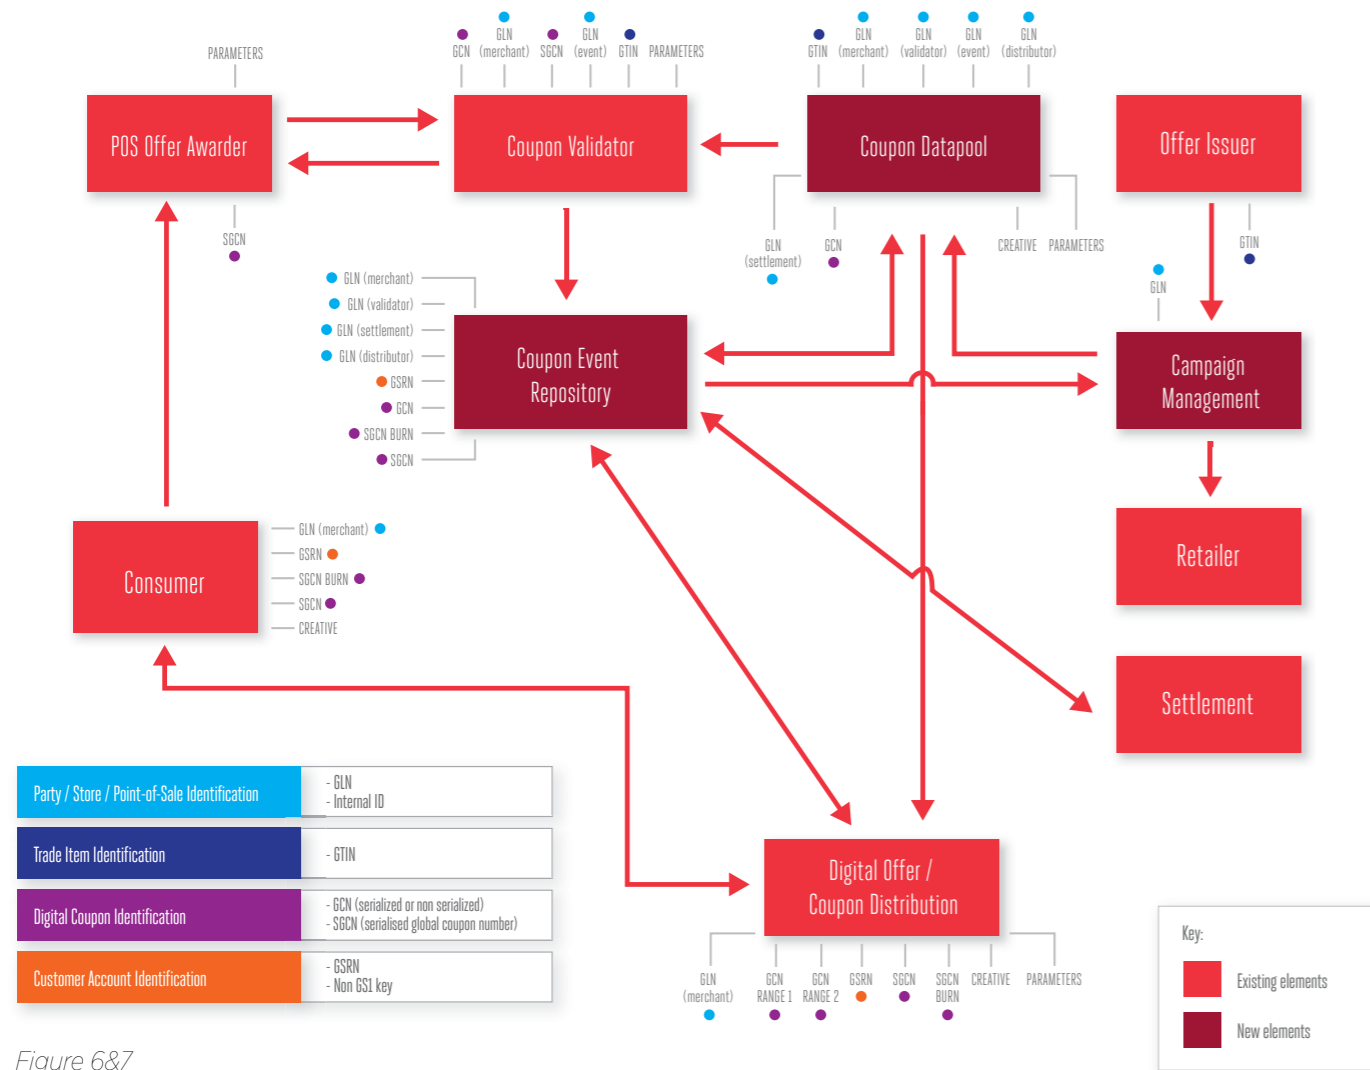 PARAMETERS
GCN
GLN
(merchant)
SGCN
GLN
(event)
GTIN
PARAMETERS
GTIN
GLN
(merchant)
GLN
(validator)
GLN
(event)
GLN
(distributor)
POS Offer Awarder
Coupon Validator
Coupon Datapool
Offer Issuer
SGCN
GLN
(settlement)
GCN
CREATIVE
PARAMETERS
GTIN
GLN
GLN (merchant)
GLN (validator)
GLN (settlement)
GLN (distributor)
GSRN
GCN
SGCN BURN
SGCN
Coupon Event
Repository
Campaign
Management
Retailer
Settlement
Consumer
GLN (merchant)
GSRN
SGCN BURN
SGCN
CREATIVE
Party / Store / Point-of-Sale Identification
- GLN
- Internal ID
Trade Item Identification
- GTIN
Digital Coupon Identification
- GCN (serialized or non serialized)
- SGCN (serialised global coupon number)
Customer Account Identification
- GSRN
- Non GS1 key
Digital Offer /
Coupon Distribution
GLN
(merchant)
GCN
RANGE 1
GCN
RANGE 2
GSRN
SGCN
SGCN
BURN
CREATIVE
PARAMETERS
Key:
Existing elements
New elements
Figure 6&7